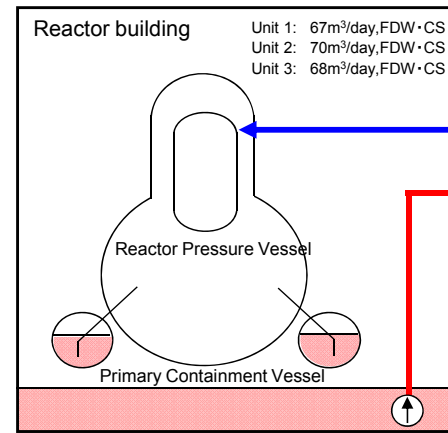 Reactor building
Unit 1: 67m³/day,FDW・CS
Unit 2: 70m³/day,FDW・CS
Unit 3: 68m³/day,FDW・CS
Reactor Pressure Vessel
Primary Containment Vessel